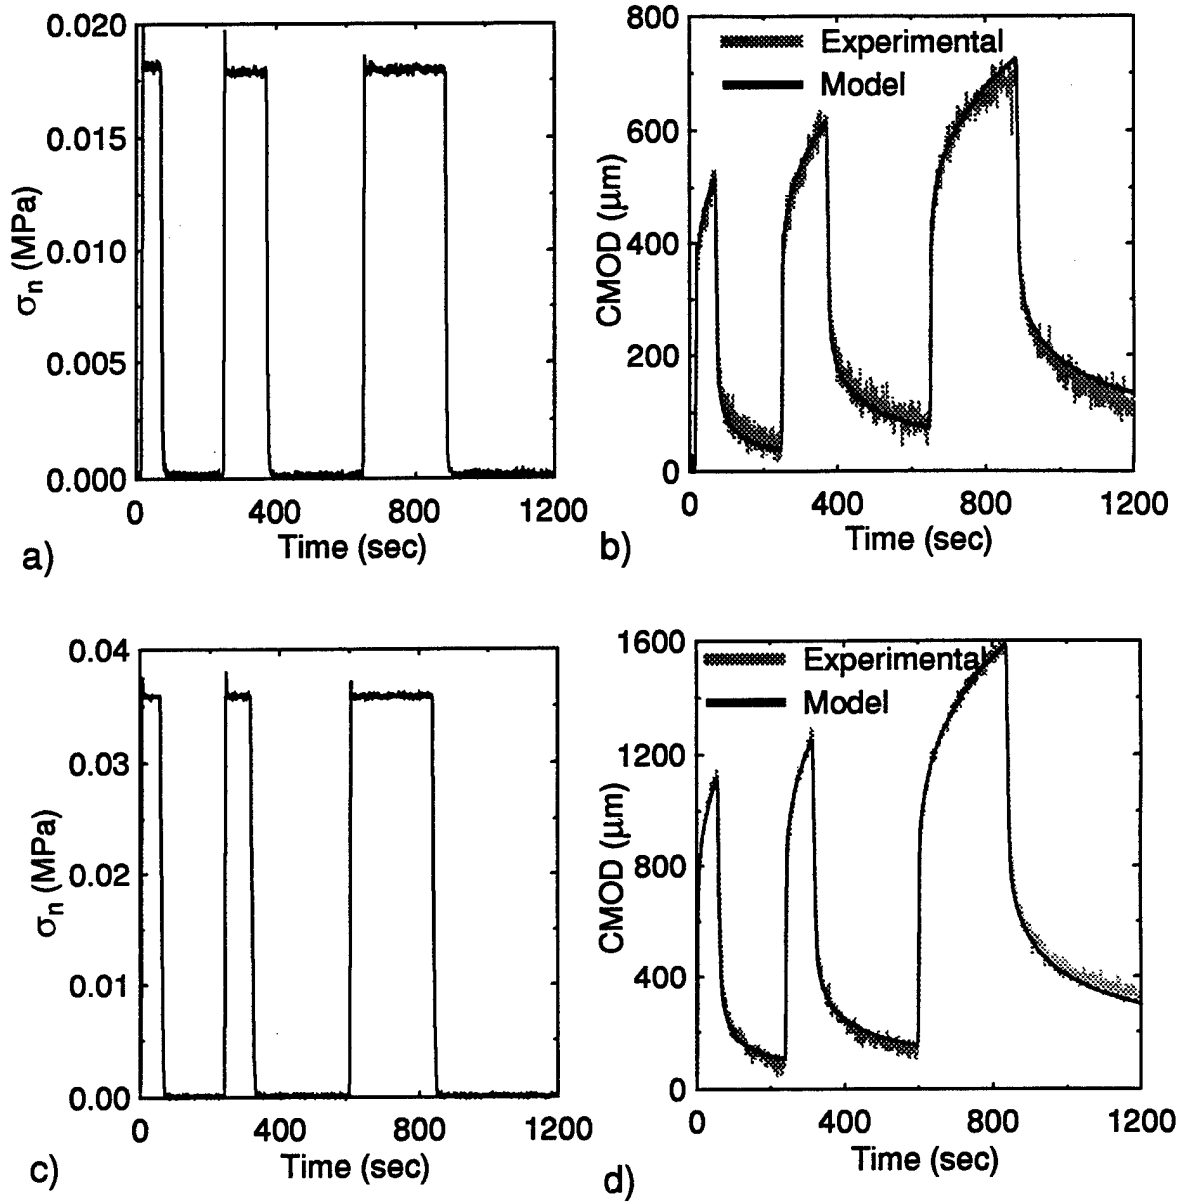 0.020
0.015
0.010
0.005
0.000
σn (MPa)
0 400 800 1200
Time (sec)
a)
800
600
400
200
0
CMOD (μm)
Experimental
Model
0 400 800 1200
Time (sec)
b)
0.04
0.03
0.02
0.01
0.00
σn (MPa)
0 400 800 1200
Time (sec)
c)
1600
1200
800
400
0
CMOD (μm)
Experimental
Model
0 400 800 1200
Time (sec)
d)